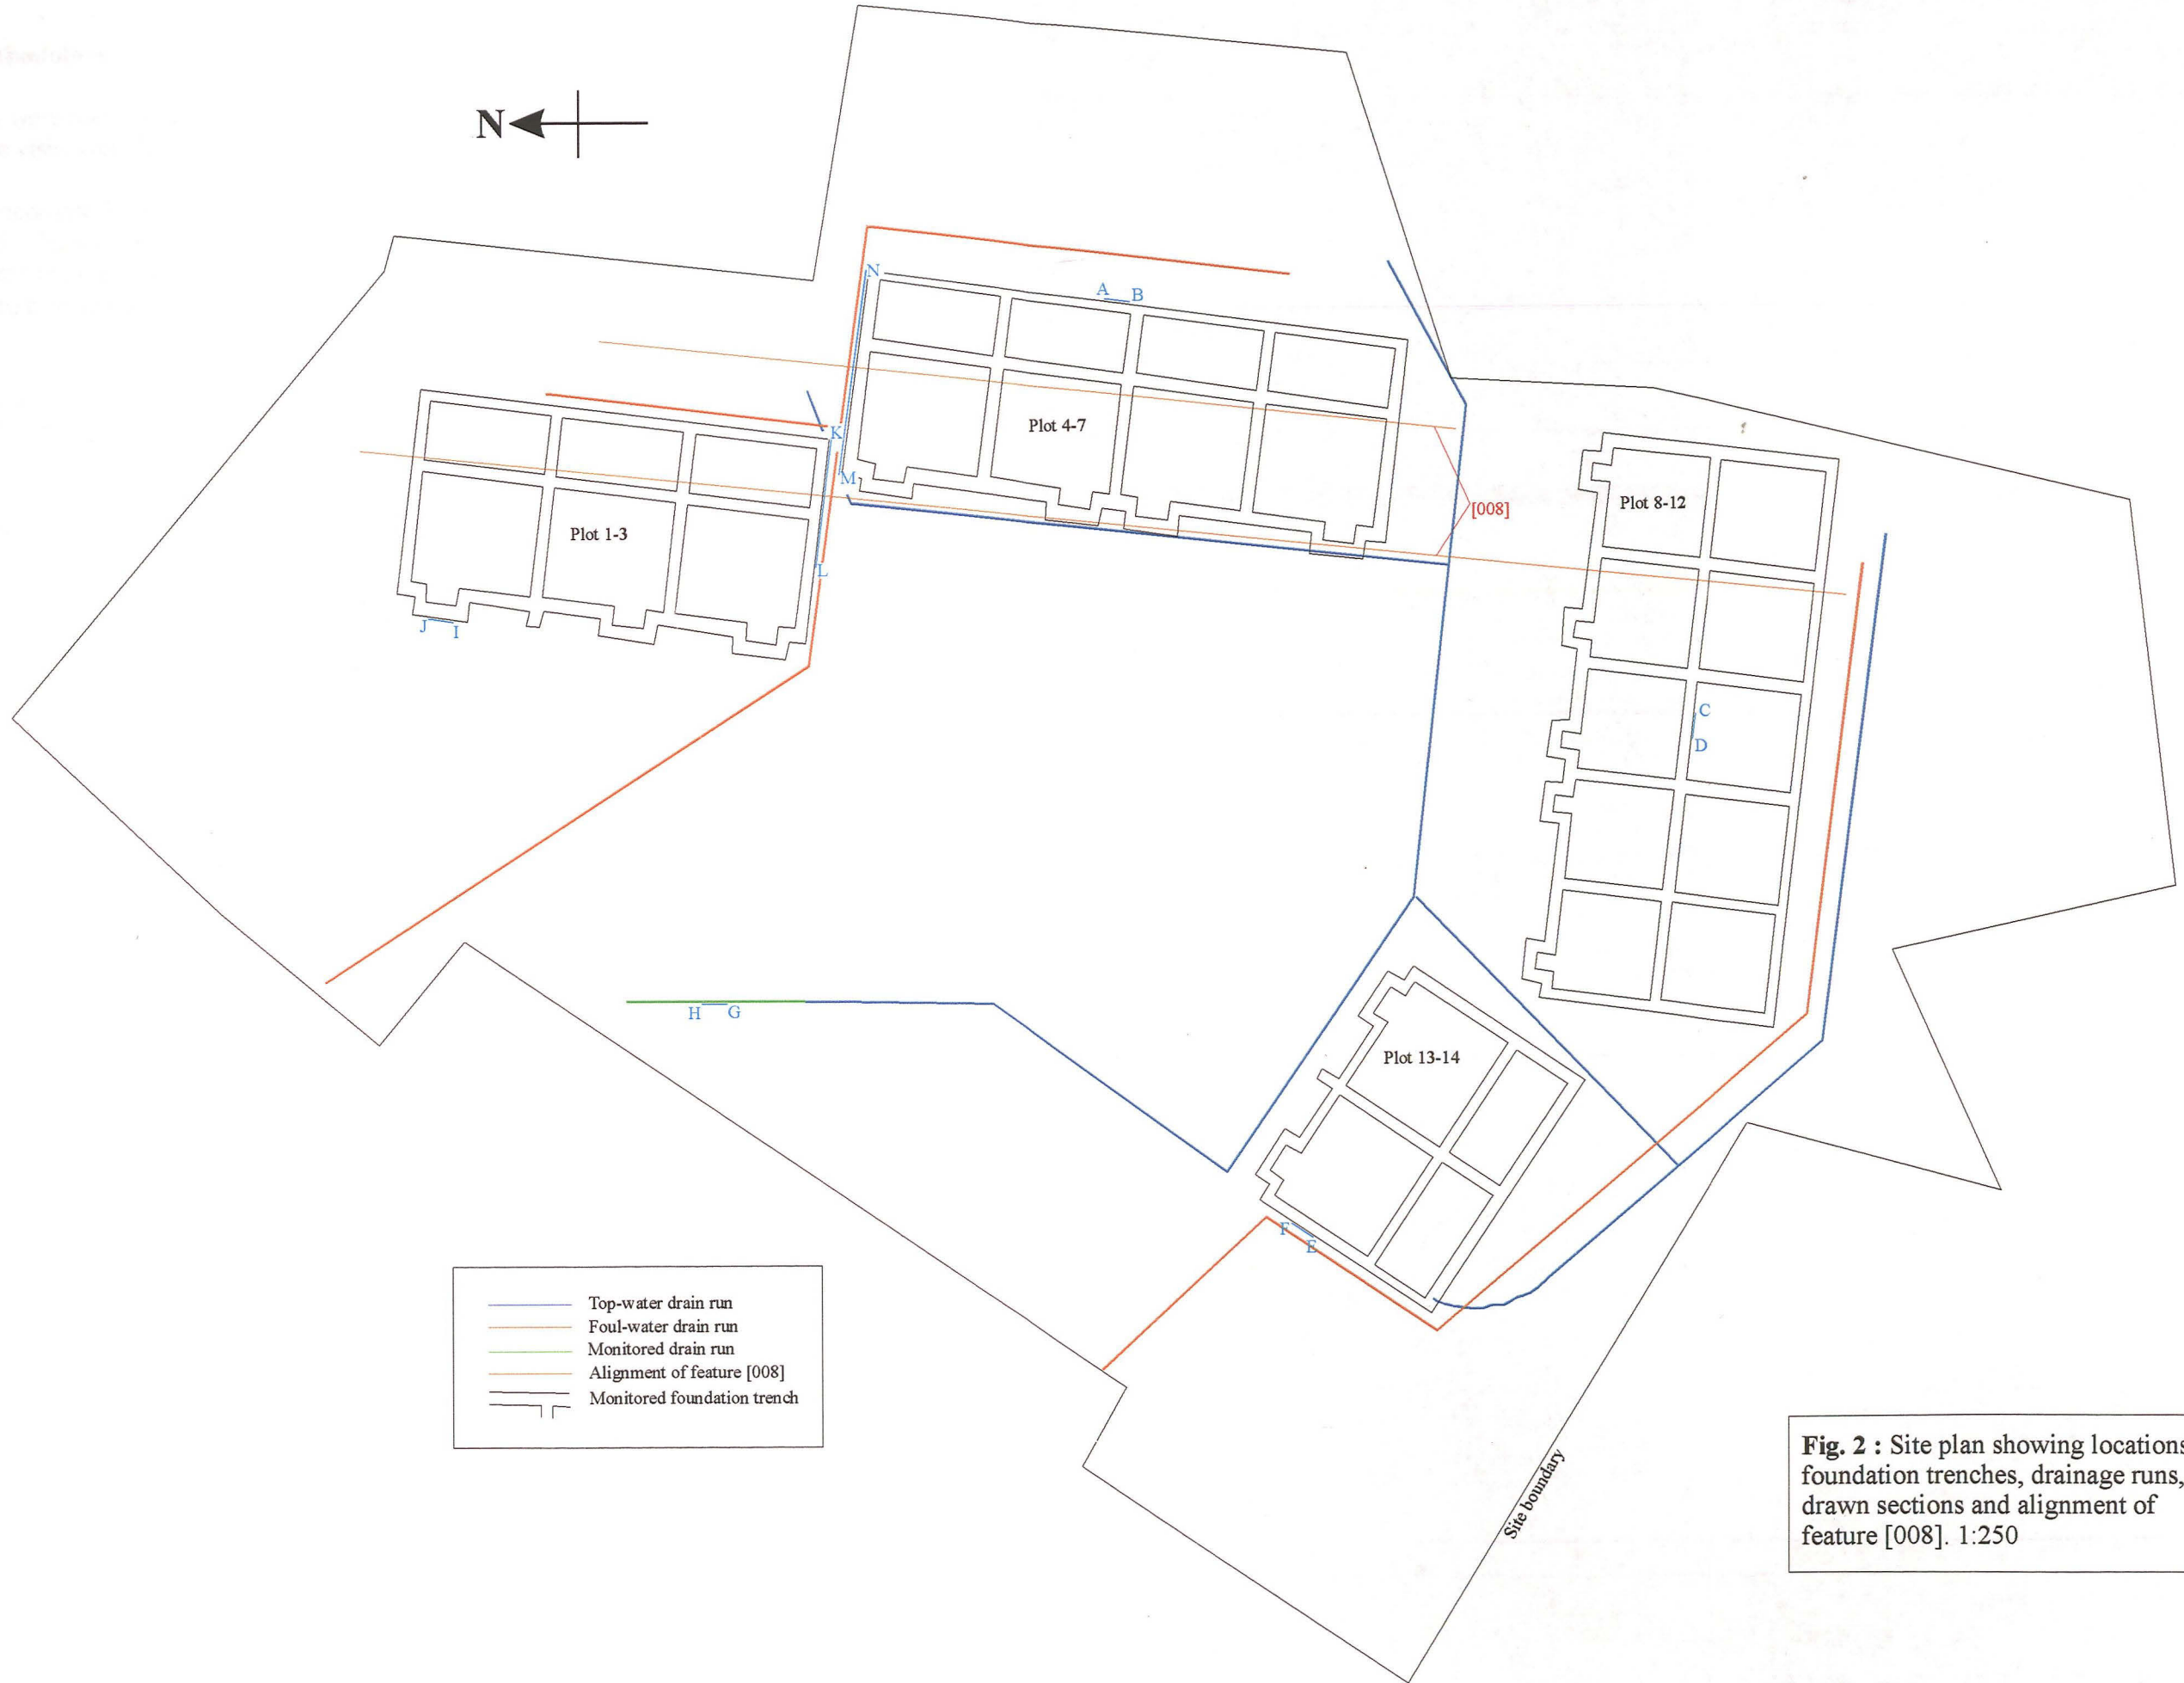 N
N
A
B
K
Plot 4-7
M
Plot 8-12
[008]
Plot 1-3
L
J
I
C
D
H
G
Plot 13-14
F
E
Top-water drain run
Foul-water drain run
Monitored drain run
Alignment of feature [008]
Monitored foundation trench
Site boundary
Fig. 2 : Site plan showing locations
foundation trenches, drainage runs,
drawn sections and alignment of
feature [008]. 1:250